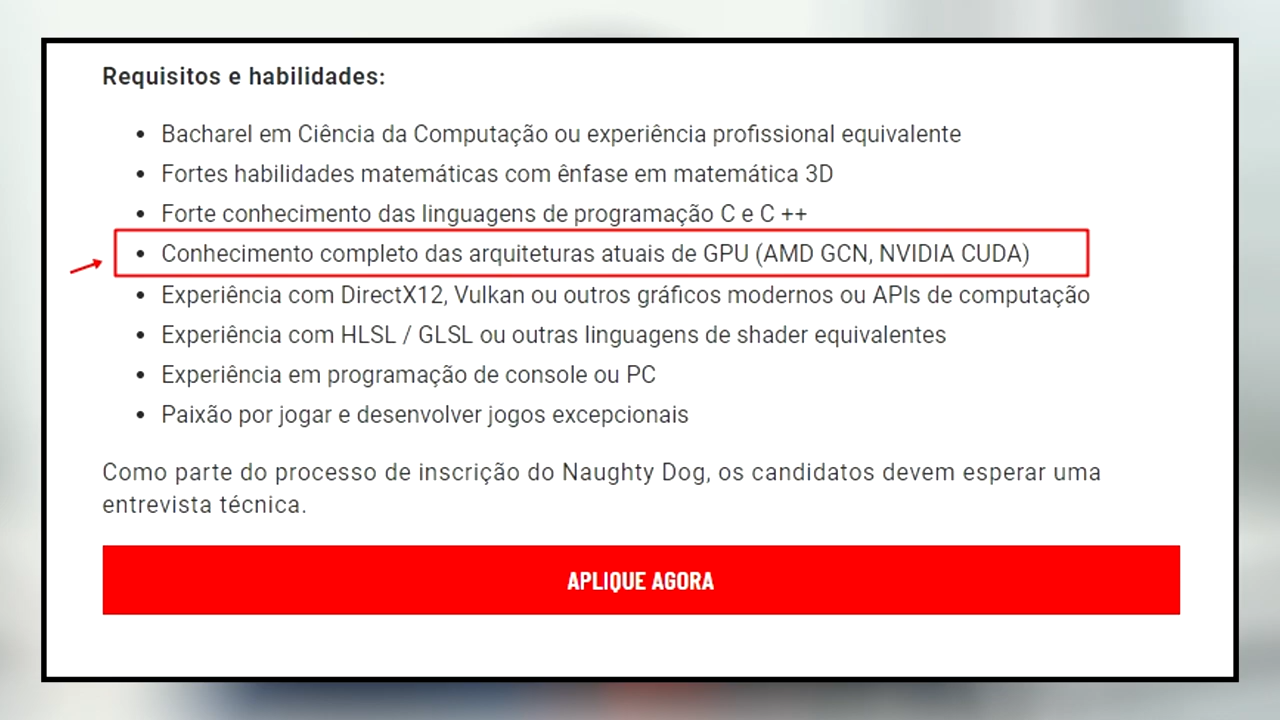 Requisitos e habilidades:
• Bacharel em Ciência da Computação ou experiência profissional equivalente
• Fortes habilidades matemáticas com ênfase em matemática 3D
• Forte conhecimento das linguagens de programação C e C ++
• Conhecimento completo das arquiteturas atuais de GPU (AMD GCN, NVIDIA CUDA)
• Experiência com DirectX12, Vulkan ou outros gráficos modernos ou APIs de computação
• Experiência com HLSL / GLSL ou outras linguagens de shader equivalentes
• Experiência em programação de console ou PC
• Paixão por jogar e desenvolver jogos excepcionais
Como parte do processo de inscrição do Naughty Dog, os candidatos devem esperar uma
entrevista técnica.
APLIQUE AGORA